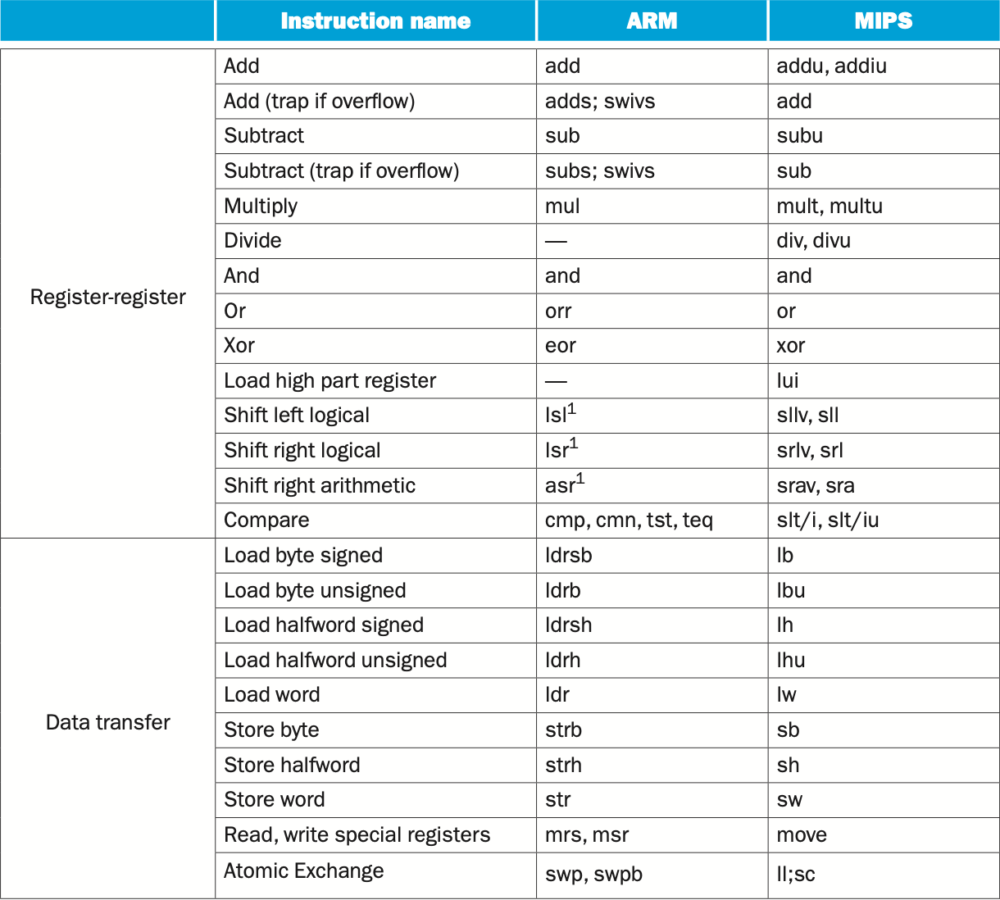 Instruction name ARM MIPS
Register-register
Add add addu, addiu
Add (trap if overflow) adds; swivs add
Subtract sub subu
Subtract (trap if overflow) subs; swivs sub
Multiply mul mult, multu
Divide — div, divu
And and and
Or orr or
Xor eor xor
Load high part register — lui
Shift left logical lsl1 sllv, sll
Shift right logical lsr1 srlv, srl
Shift right arithmetic asr1 srav, sra
Compare cmp, cmn, tst, teq slt/i, slt/iu
Data transfer
Load byte signed ldrsb lb
Load byte unsigned ldrb lbu
Load halfword signed ldrsh lh
Load halfword unsigned ldrh lhu
Load word ldr lw
Store byte strb sb
Store halfword strh sh
Store word str sw
Read, write special registers mrs, msr move
Atomic Exchange swp, swpb ll;sc